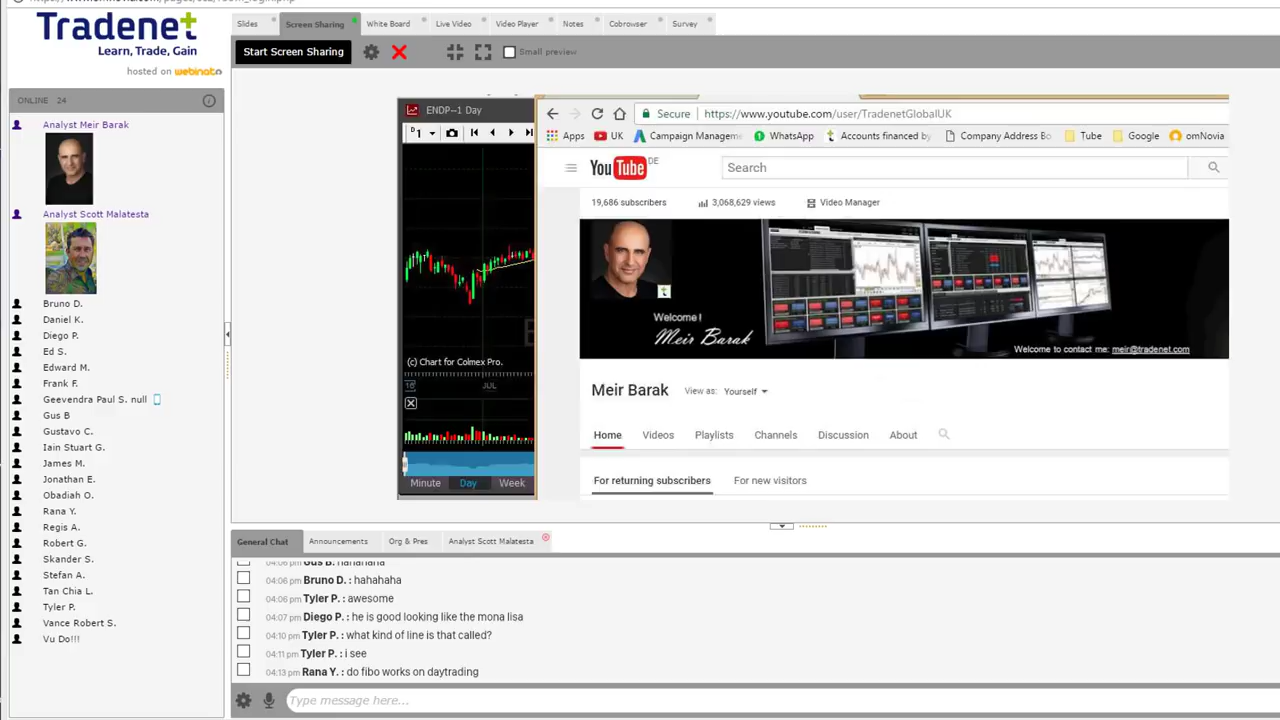 Tradenet
Learn, Trade, Gain
hosted on webinato
ONLINE 24
Analyst Meir Barak
Analyst Scott Malatesta
Bruno D.
Daniel K.
Diego P.
Ed S.
Edward M.
Frank F.
Geevendra Paul S. null
Gus B
Gustavo C.
Iain Stuart G.
James M.
Jonathan E.
Obadiah O.
Rana Y.
Regis A.
Robert G.
Skander S.
Stefan A.
Tan Chia L.
Tyler P.
Vance Robert S.
Vu Do!!!
Slides Screen Sharing White Board Live Video Video Player Notes Cobrowser Survey
Start Screen Sharing Small preview
ENDP~1 Day
D1
(c) Chart for Colmex Pro.
16 JUL
Minute Day Week
Secure https://www.youtube.com/user/TradenetGlobalUK
Apps UK Campaign Manageme WhatsApp Accounts financed by Company Address Bo Tube Google omNovia
YouTube DE Search
19,686 subscribers 3,068,629 views Video Manager
Welcome!
Meir Barak
Welcome to contact me: meir@tradenet.com
Meir Barak View as: Yourself
Home Videos Playlists Channels Discussion About
For returning subscribers For new visitors
General Chat Announcements Org & Pres Analyst Scott Malatesta
04:06 pm Gus B. : hahahaha
04:06 pm Bruno D. : hahahaha
04:06 pm Tyler P. : awesome
04:07 pm Diego P. : he is good looking like the mona lisa
04:10 pm Tyler P. : what kind of line is that called?
04:11 pm Tyler P. : i see
04:13 pm Rana Y. : do fibo works on daytrading
Type message here...